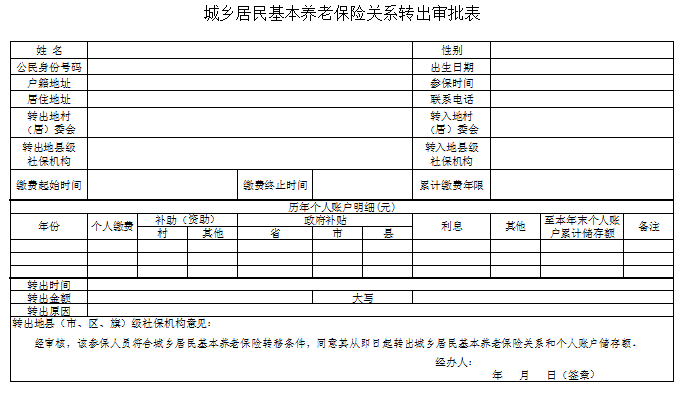 城乡居民基本养老保险关系转出审批表
姓 名 性别
公民身份号码 出生日期
户籍地址 参保时间
居住地址 联系电话
转出地村（居）委会 转入地村（居）委会
转出地县级社保机构 转入地县级社保机构
缴费起始时间 缴费终止时间 累计缴费年限
历年个人账户明细(元)
年份 个人缴费 补助（资助） 政府补贴 利息 其他 至本年末个人账户累计储存额 备注
村 其他 省 市 县
转出时间
转出金额 大写
转出原因
转出地县（市、区、旗）级社保机构意见：
经审核，该参保人员符合城乡居民基本养老保险转移条件，同意其从即日起转出城乡居民基本养老保险关系和个人账户储存额.
经办人：
年 月 日(签章)